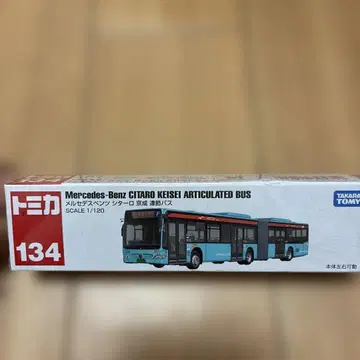 トミカ
134
Mercedes-Benz CITARO KEISEI ARTICULATED BUS
メルセデスベンツ シターロ 京成 連節バス
SCALE 1/120
TAKARA
TOMY
本体左右可動